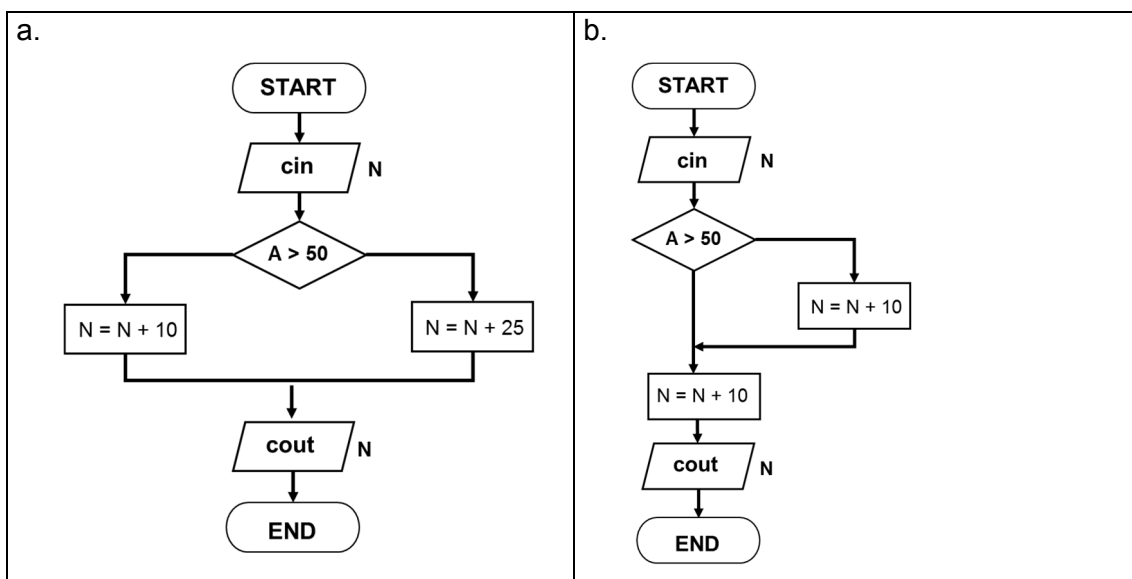 a.
START
cin N
A > 50
N = N + 10 N = N + 25
cout N
END
b.
START
cin N
A > 50
N = N + 10
N = N + 10
cout N
END